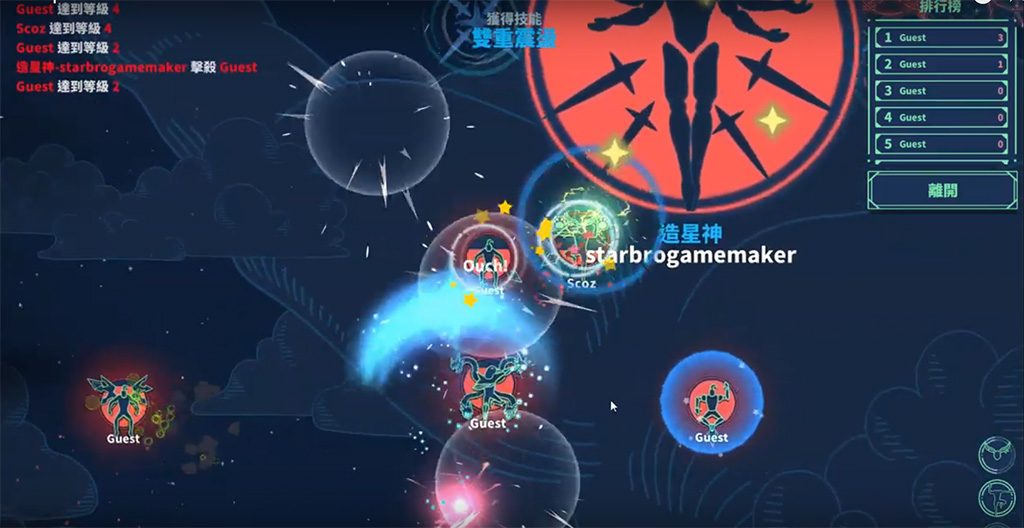 Guest 達到等級 4
Scoz 達到等級 4
Guest 達到等級 2
造星神-starbrogamemaker 擊殺 Guest
Guest 達到等級 2
獲得技能
雙重震盪
排行榜
1 Guest 3
2 Guest 1
3 Guest 0
4 Guest 0
5 Guest 0
離開
造星神
starbrogamemaker
Ouch!
Guest
Scoz
Guest
Guest
Guest